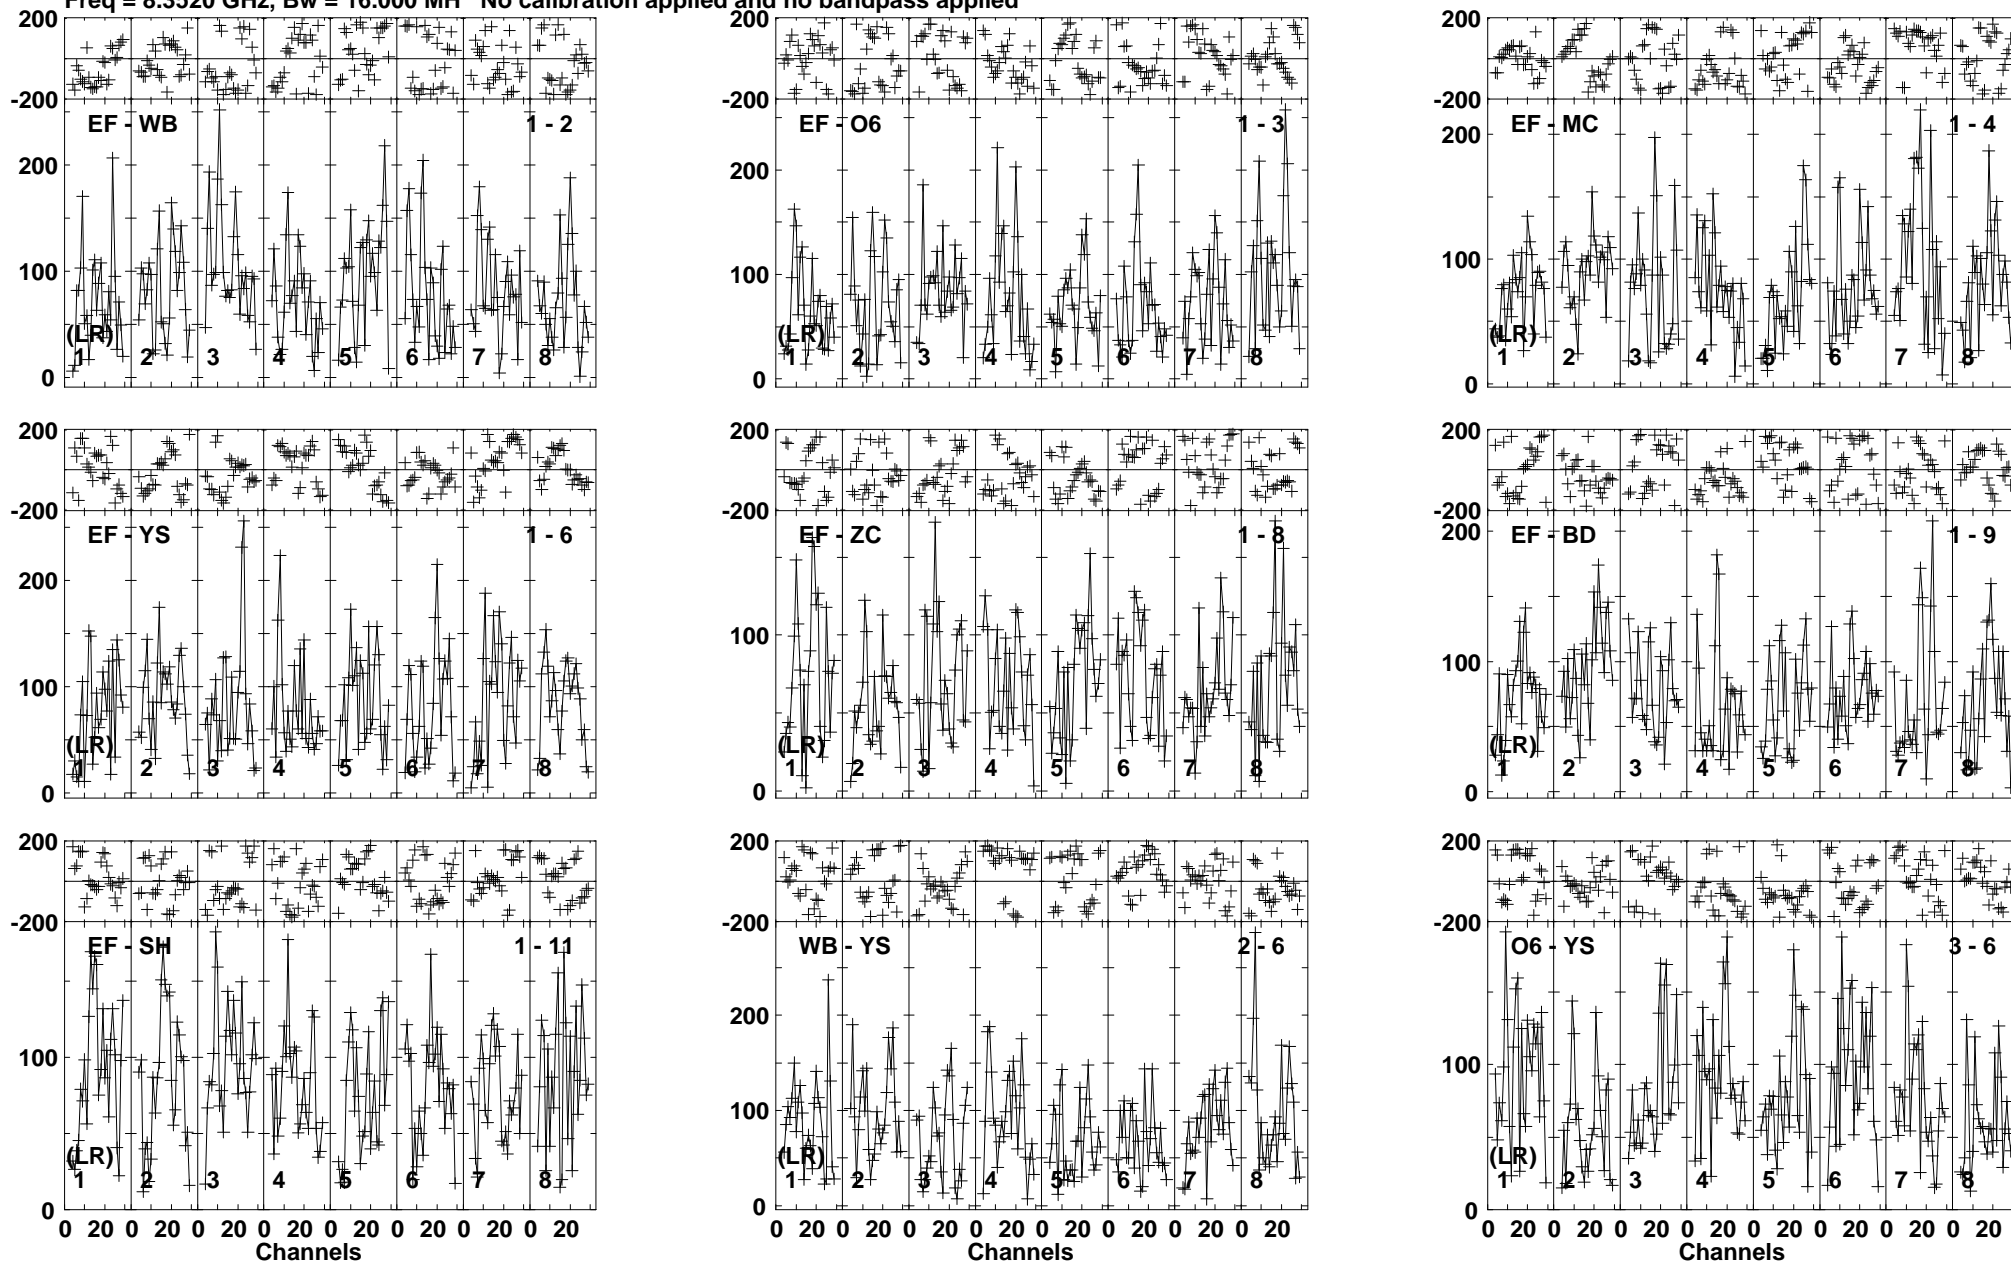 Freq = 8.3520 GHz, Bw = 16.000 MH No calibration applied and no bandpass applied
200 200 200
-200 -200 -200
EF - WB 1 - 2 EF - O6 1 - 3 EF - MC 1 - 4
200 200 200
100 100 100
(LR) (LR) (LR)
1 2 3 4 5 6 7 8 1 2 3 4 5 6 7 8 1 2 3 4 5 6 7 8
0 0 0
200 200 200
-200 -200 -200
EF - YS 1 - 6 EF - ZC 1 - 8 EF - BD 1 - 9
200 200
100 100 100
(LR) (LR) (LR)
1 2 3 4 5 6 7 8 1 2 3 4 5 6 7 8 1 2 3 4 5 6 7 8
0 0 0
200 200 200
-200 -200 -200
EF - SH 1 - 11 WB - YS 2 - 6 O6 - YS 3 - 6
200
100 100 100
(LR) (LR) (LR)
1 2 3 4 5 6 7 8 1 2 3 4 5 6 7 8 1 2 3 4 5 6 7 8
0 0 0
0 20 0 20 0 20 0 20 0 20 0 20 0 20 0 20 0 20 0 20 0 20 0 20 0 20 0 20 0 20 0 20 0 20 0 20 0 20 0 20 0 20 0 20 0 20 0 20
Channels Channels Channels